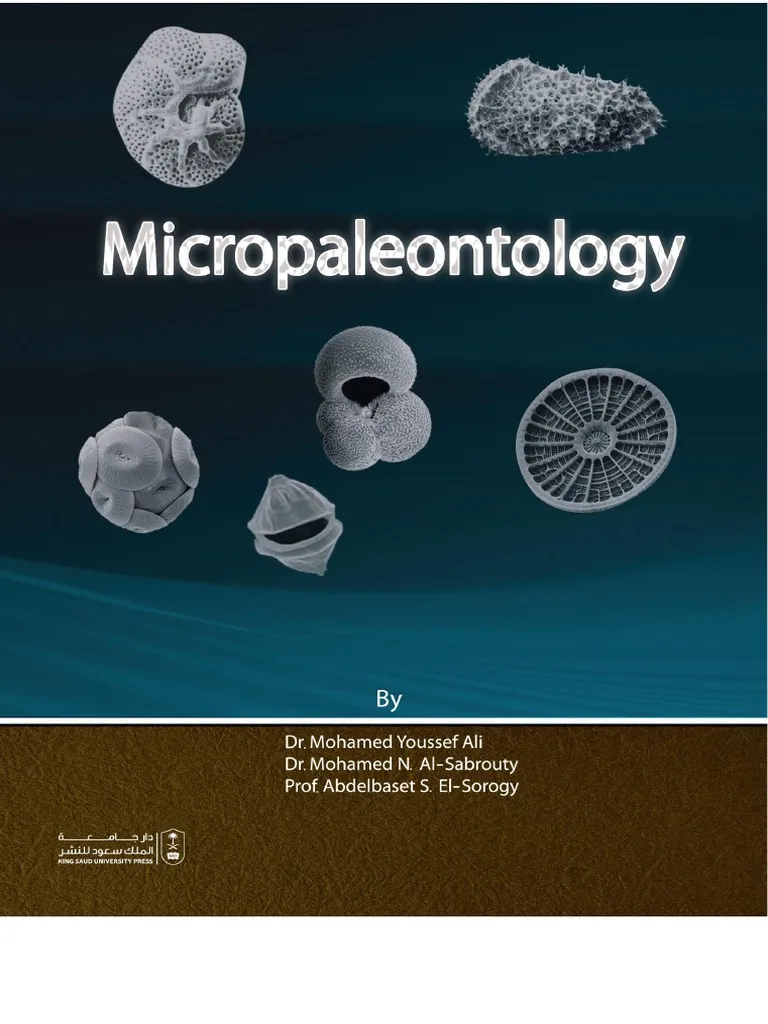 Micropaleontology
By
Dr. Mohamed Youssef Ali
Dr. Mohamed N. Al-Sabrouty
Prof. Abdelbaset S. El-Sorogy
دار جـــامـــعـــة
الملك سعود للنشر
KING SAUD UNIVERSITY PRESS